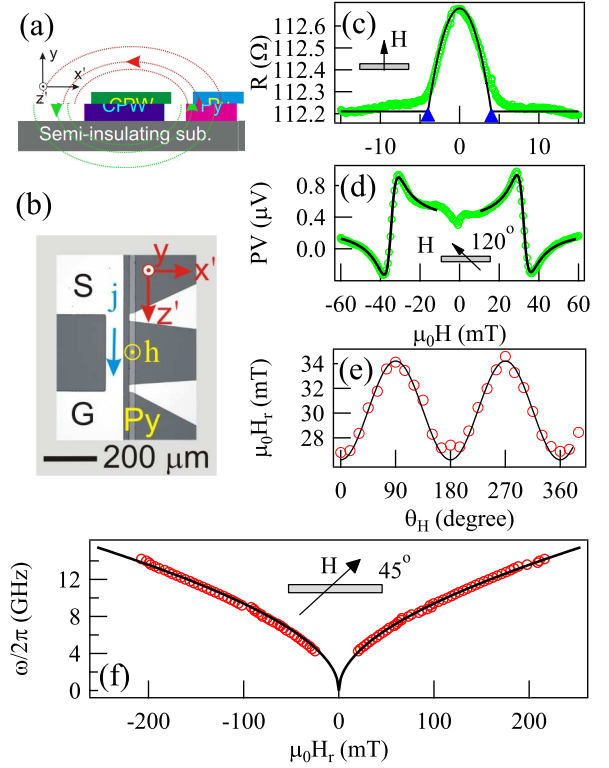 (a)
y
x'
z'
CPW
CPW
Py
Semi-insulating sub.
(b)
S
G
j
h
y
x'
z'
Py
200 μm
(c)
H
R (Ω)
112.6
112.5
112.4
112.3
112.2
-10
0
10
(d)
H
120°
PV (μV)
0.8
0.4
0.0
-60
-40
-20
0
20
40
60
μ₀H (mT)
(e)
μ₀Hᵣ (mT)
34
32
30
28
0
90
180
270
360
θ_H (degree)
(f)
H
45°
ω/2π (GHz)
12
8
4
0
-200
-100
0
100
200
μ₀Hᵣ (mT)